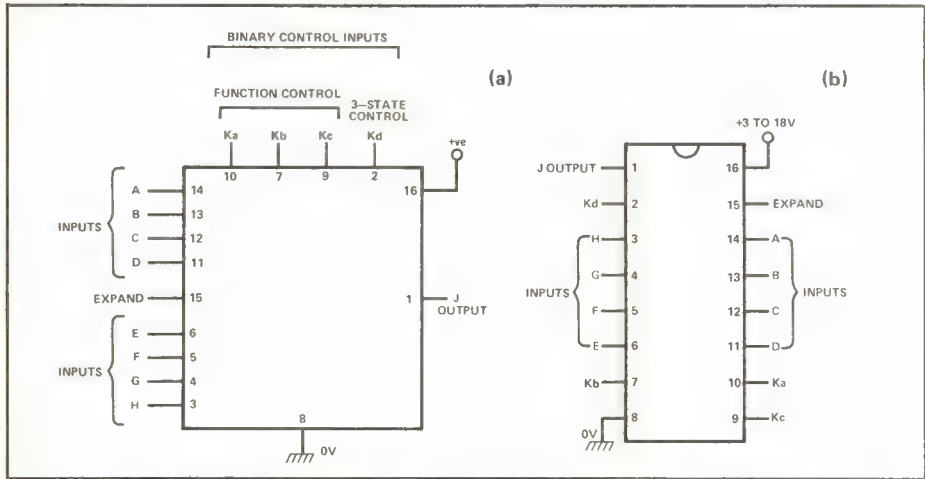 BINARY CONTROL INPUTS
(a)
FUNCTION CONTROL
3–STATE
CONTROL
Ka Kb Kc Kd
+ve
10 7 9 2
16
INPUTS
A 14
B 13
C 12
D 11
EXPAND 15
1 J
OUTPUT
INPUTS
E 6
F 5
G 4
H 3
8
0V
(b)
+3 TO 18V
J OUTPUT 1 16
Kd 2 15 EXPAND
H 3 14 A
G 4 13 B
INPUTS INPUTS
F 5 12 C
E 6 11 D
Kb 7 10 Ka
8 9 Kc
0V